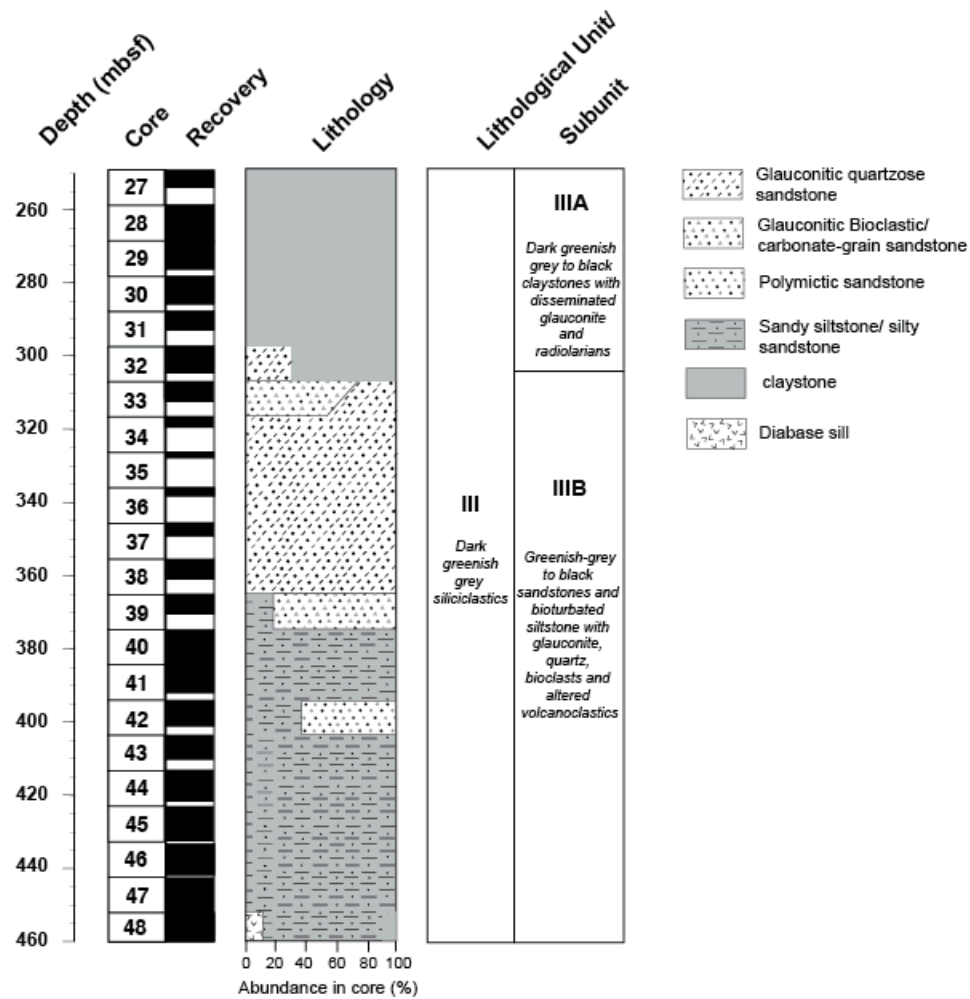 Depth (mbsf)
Core
Recovery
Lithology
Lithological Unit/
Subunit
260
280
300
320
340
360
380
400
420
440
460
27
28
29
30
31
32
33
34
35
36
37
38
39
40
41
42
43
44
45
46
47
48
0 20 40 60 80 100
Abundance in core (%)
III
Dark
greenish
grey
siliciclastics
IIIA
Dark greenish
grey to black
claystones with
disseminated
glauconite
and
radiolarians
IIIB
Greenish-grey
to black
sandstones and
bioturbated
siltstone with
glauconite,
quartz,
bioclasts and
altered
volcanoclastics
Glauconitic quartzose
sandstone
Glauconitic Bioclastic/
carbonate-grain sandstone
Polymictic sandstone
Sandy siltstone/ silty
sandstone
claystone
Diabase sill